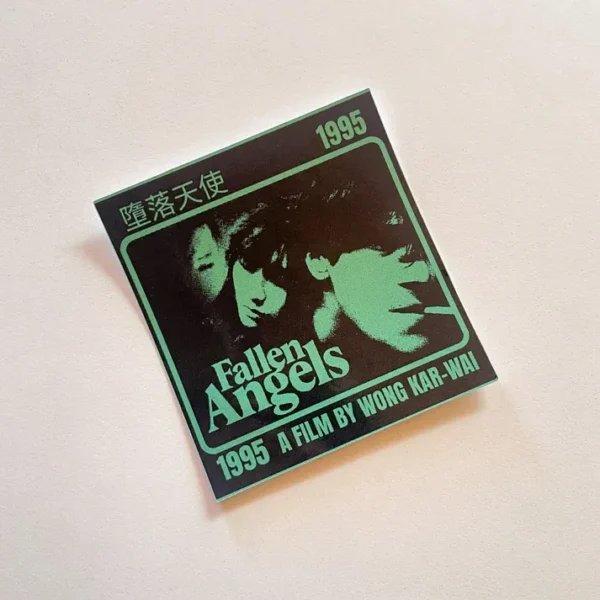 1995
墮落天使
Fallen
Angels
1995 A FILM BY WONG KAR-WAI